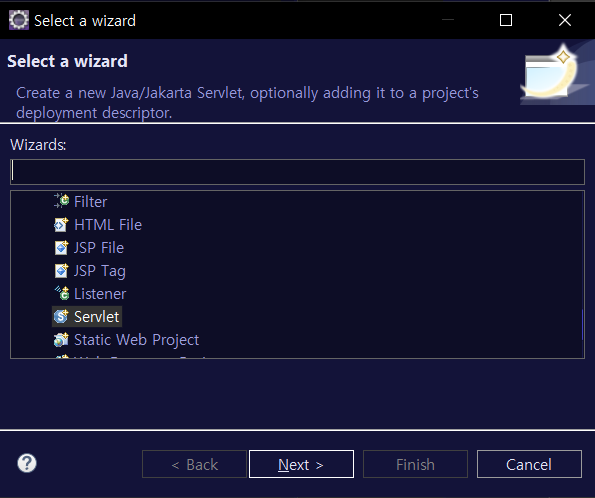 Select a wizard
Select a wizard
Create a new Java/Jakarta Servlet, optionally adding it to a project's
deployment descriptor.
Wizards:
Filter
HTML File
JSP File
JSP Tag
Listener
Servlet
Static Web Project
< Back
Next >
Finish
Cancel